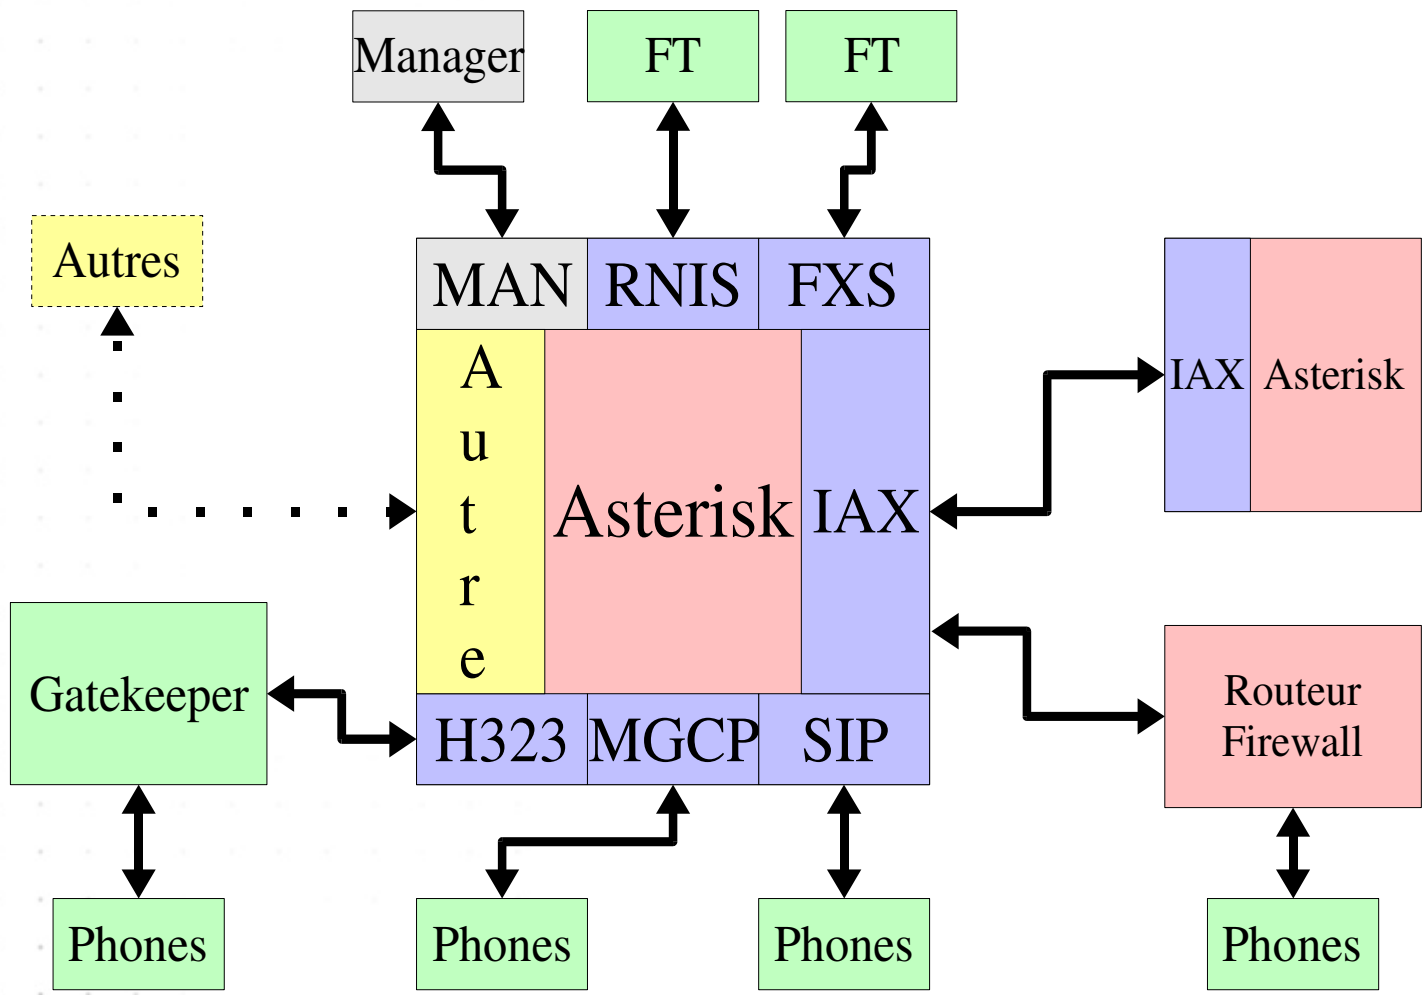 Manager
FT
FT
Autres
MAN
RNIS
FXS
IAX
Asterisk
A
u
t
r
e
Asterisk
IAX
Gatekeeper
H323
MGCP
SIP
Routeur
Firewall
Phones
Phones
Phones
Phones